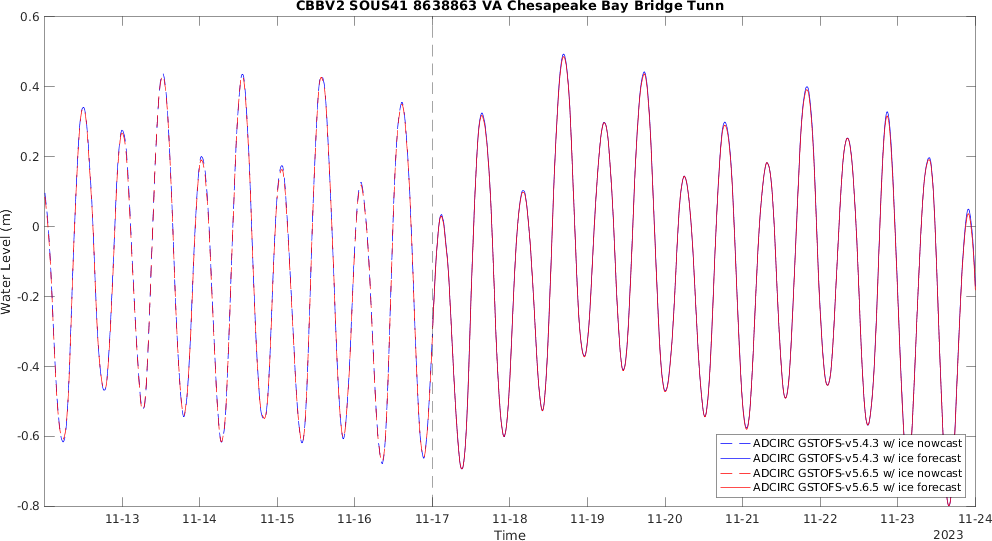 CBBV2 SOUS41 8638863 VA Chesapeake Bay Bridge Tunn
Water Level (m)
0.6
0.4
0.2
0
-0.2
-0.4
-0.6
-0.8
ADCIRC GSTOFS-v5.4.3 w/ ice nowcast
ADCIRC GSTOFS-v5.4.3 w/ ice forecast
ADCIRC GSTOFS-v5.6.5 w/ ice nowcast
ADCIRC GSTOFS-v5.6.5 w/ ice forecast
11-13 11-14 11-15 11-16 11-17 11-18 11-19 11-20 11-21 11-22 11-23 11-24
Time
2023